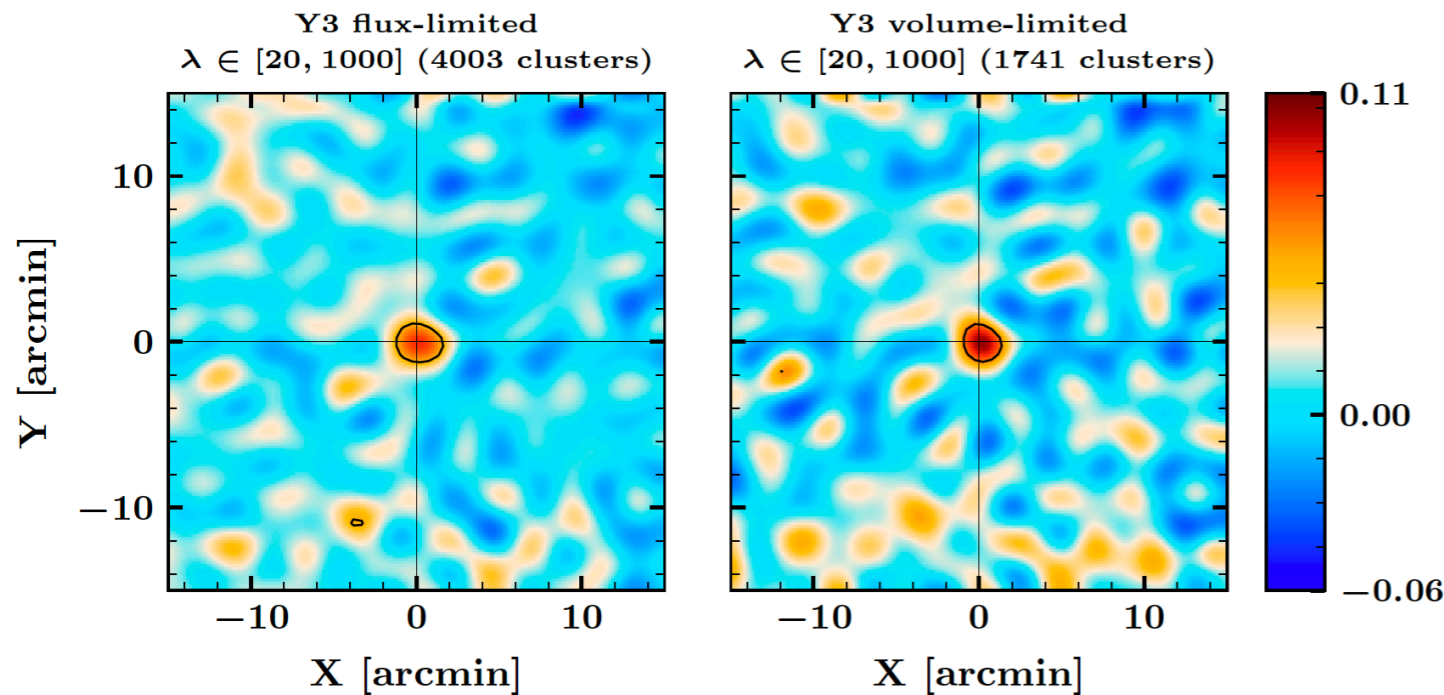 Y3 flux-limited
λ ∈ [20, 1000] (4003 clusters)
Y3 volume-limited
λ ∈ [20, 1000] (1741 clusters)
Y [arcmin]
10
0
−10
−10 0 10
X [arcmin]
−10 0 10
X [arcmin]
0.11
0.00
−0.06